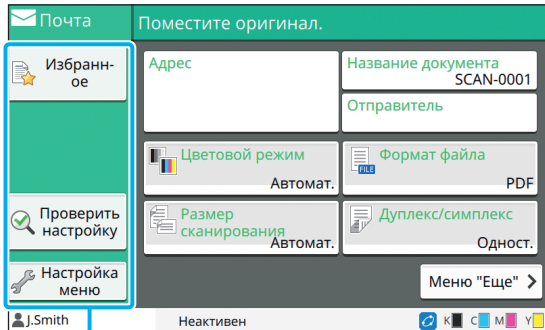 Почта
Поместите оригинал.
Избранн-
ое
Адрес
Название документа
SCAN-0001
Отправитель
Цветовой режим
Автомат.
FILE
Формат файла
PDF
Проверить
настройку
Размер
сканирования
Автомат.
Дуплекс/симплекс
Одност.
Настройка
меню
Меню "Еще"
J.Smith
Неактивен
K C M Y